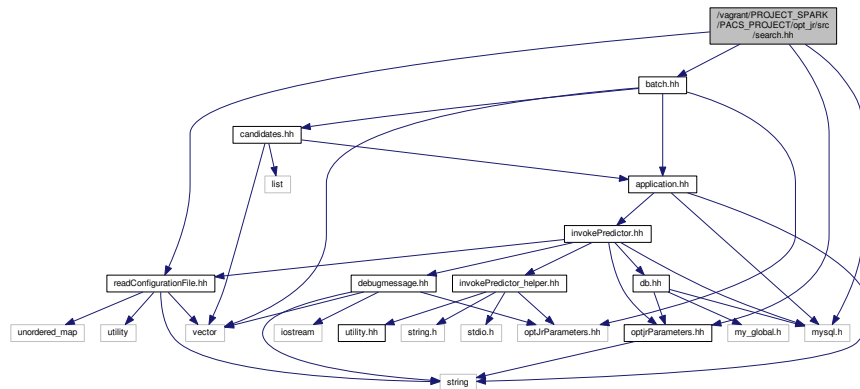 /vagrant/PROJECT_SPARK
/PACS_PROJECT/opt_jr/src
/search.hh
batch.hh
candidates.hh
list
application.hh
invokePredictor.hh
readConfigurationFile.hh
debugmessage.hh
invokePredictor_helper.hh
db.hh
unordered_map
utility
vector
iostream
utility.hh
string.h
stdio.h
optJrParameters.hh
optjrParameters.hh
my_global.h
mysql.h
string